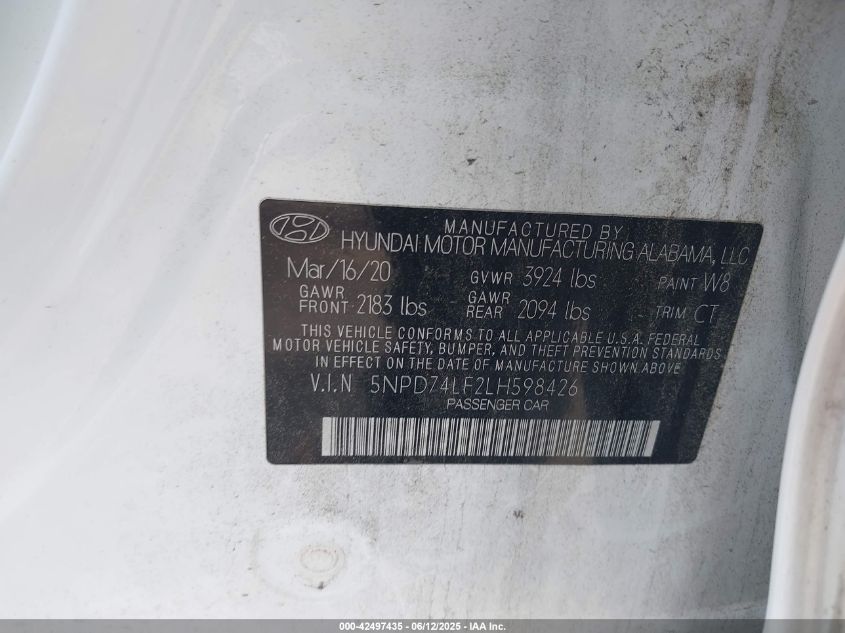 MANUFACTURED BY
HYUNDAI MOTOR MANUFACTURING ALABAMA, LLC
Mar/16/20 GVWR 3924 lbs PAINT W8
GAWR FRONT 2183 lbs GAWR REAR 2094 lbs TRIM CT
THIS VEHICLE CONFORMS TO ALL APPLICABLE U.S.A. FEDERAL
MOTOR VEHICLE SAFETY, BUMPER, AND THEFT PREVENTION STANDARDS
IN EFFECT ON THE DATE OF MANUFACTURE SHOWN ABOVE.
V.I.N 5NPD74LF2LH598426
PASSENGER CAR
000-42497435 - 06/12/2025 - IAA Inc.